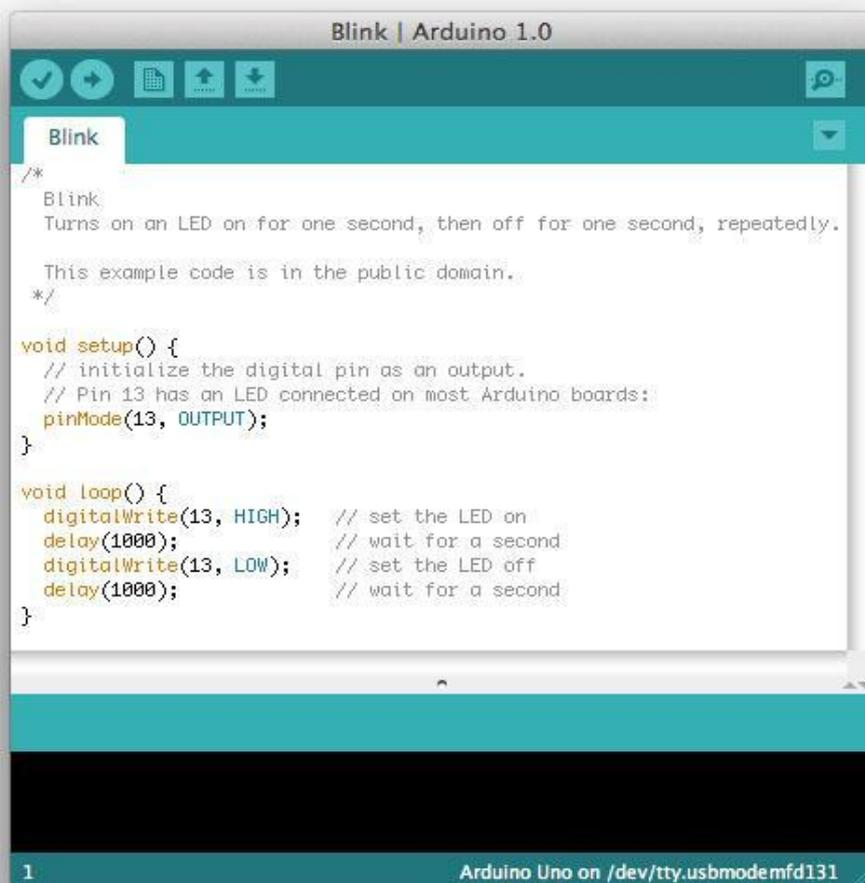 Blink | Arduino 1.0
Blink
/*
  Blink
  Turns on an LED on for one second, then off for one second, repeatedly.

  This example code is in the public domain.
 */

void setup() {
  // initialize the digital pin as an output.
  // Pin 13 has an LED connected on most Arduino boards:
  pinMode(13, OUTPUT);
}

void loop() {
  digitalWrite(13, HIGH);   // set the LED on
  delay(1000);              // wait for a second
  digitalWrite(13, LOW);    // set the LED off
  delay(1000);              // wait for a second
}
1 Arduino Uno on /dev/tty.usbmodemfd131